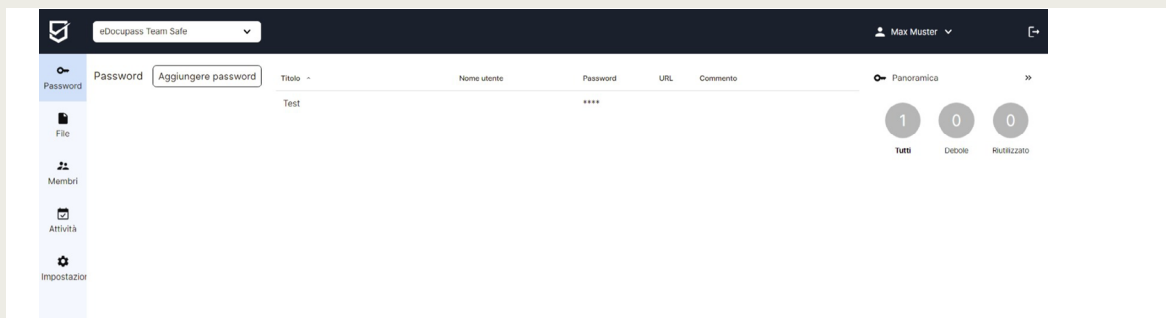 eDocupass Team Safe
Max Muster
Password
File
Membri
Attività
Impostazior
Password
Aggiungere password
Titolo
Nome utente
Password
URL
Commento
Test
****
Panoramica
1
0
0
Tutti
Debole
Riutilizzato